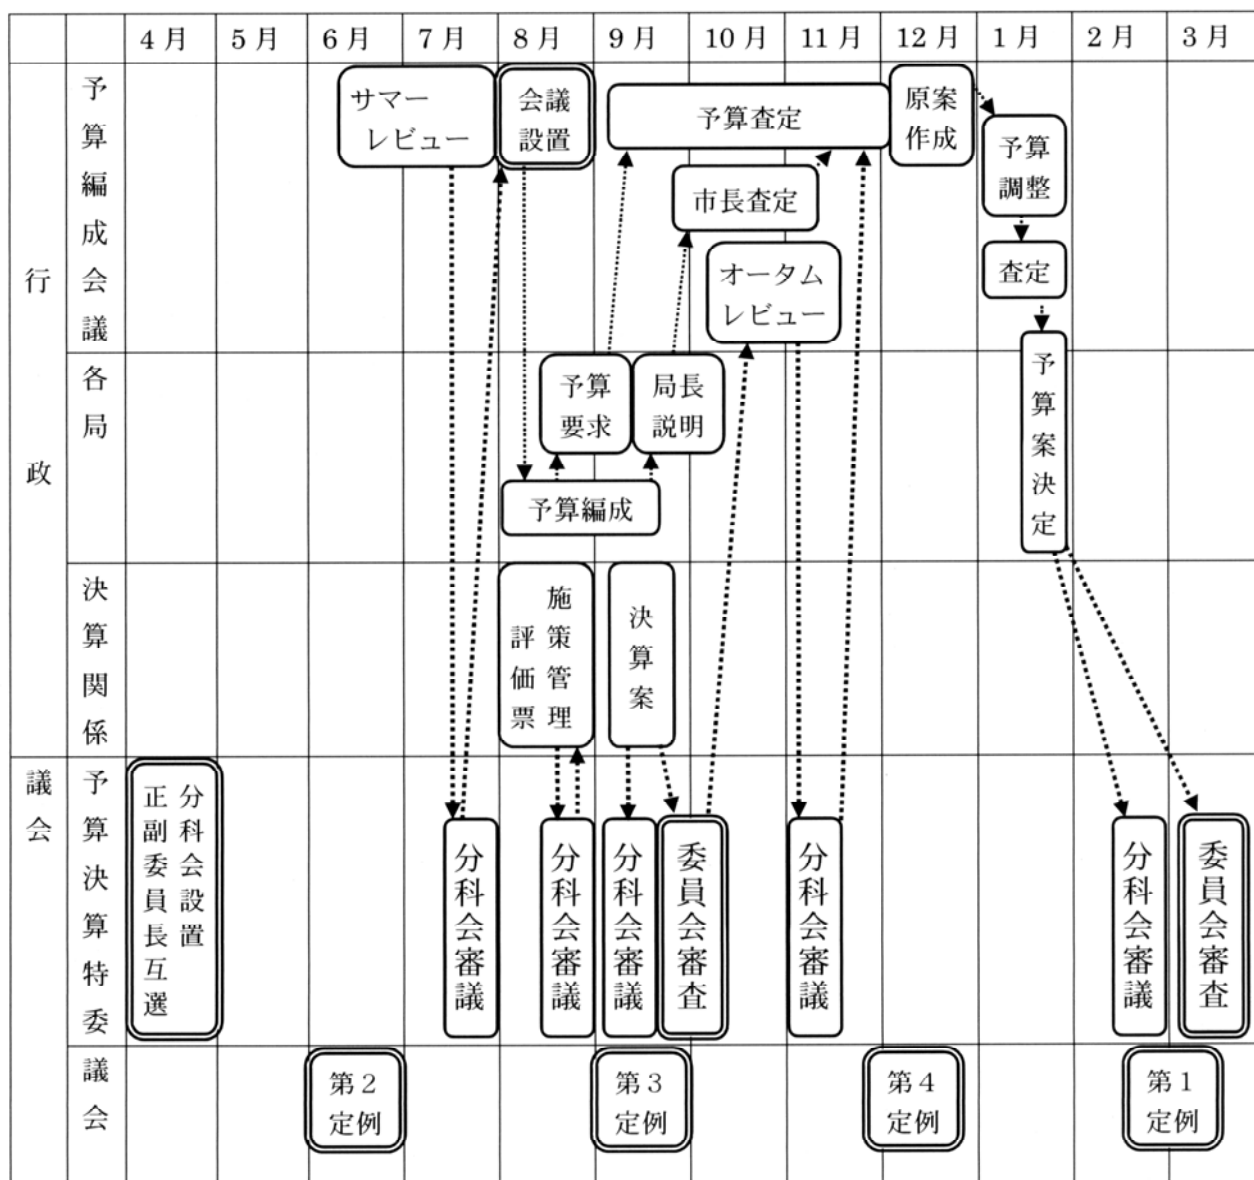 4月 5月 6月 7月 8月 9月 10月 11月 12月 1月 2月 3月
行政
予算編成会議
サマー
レビュー
会議
設置
予算査定
原案
作成
予算
調整
市長査定
査定
オータム
レビュー
各局
予算
要求
局長
説明
予算編成
予算案決定
決算関係
施策管理
評価票
決算案
議会
予算決算特委
分科会設置
正副委員長互選
分科会審議
分科会審議
分科会審議
委員会審査
分科会審議
分科会審議
委員会審査
議会
第2
定例
第3
定例
第4
定例
第1
定例